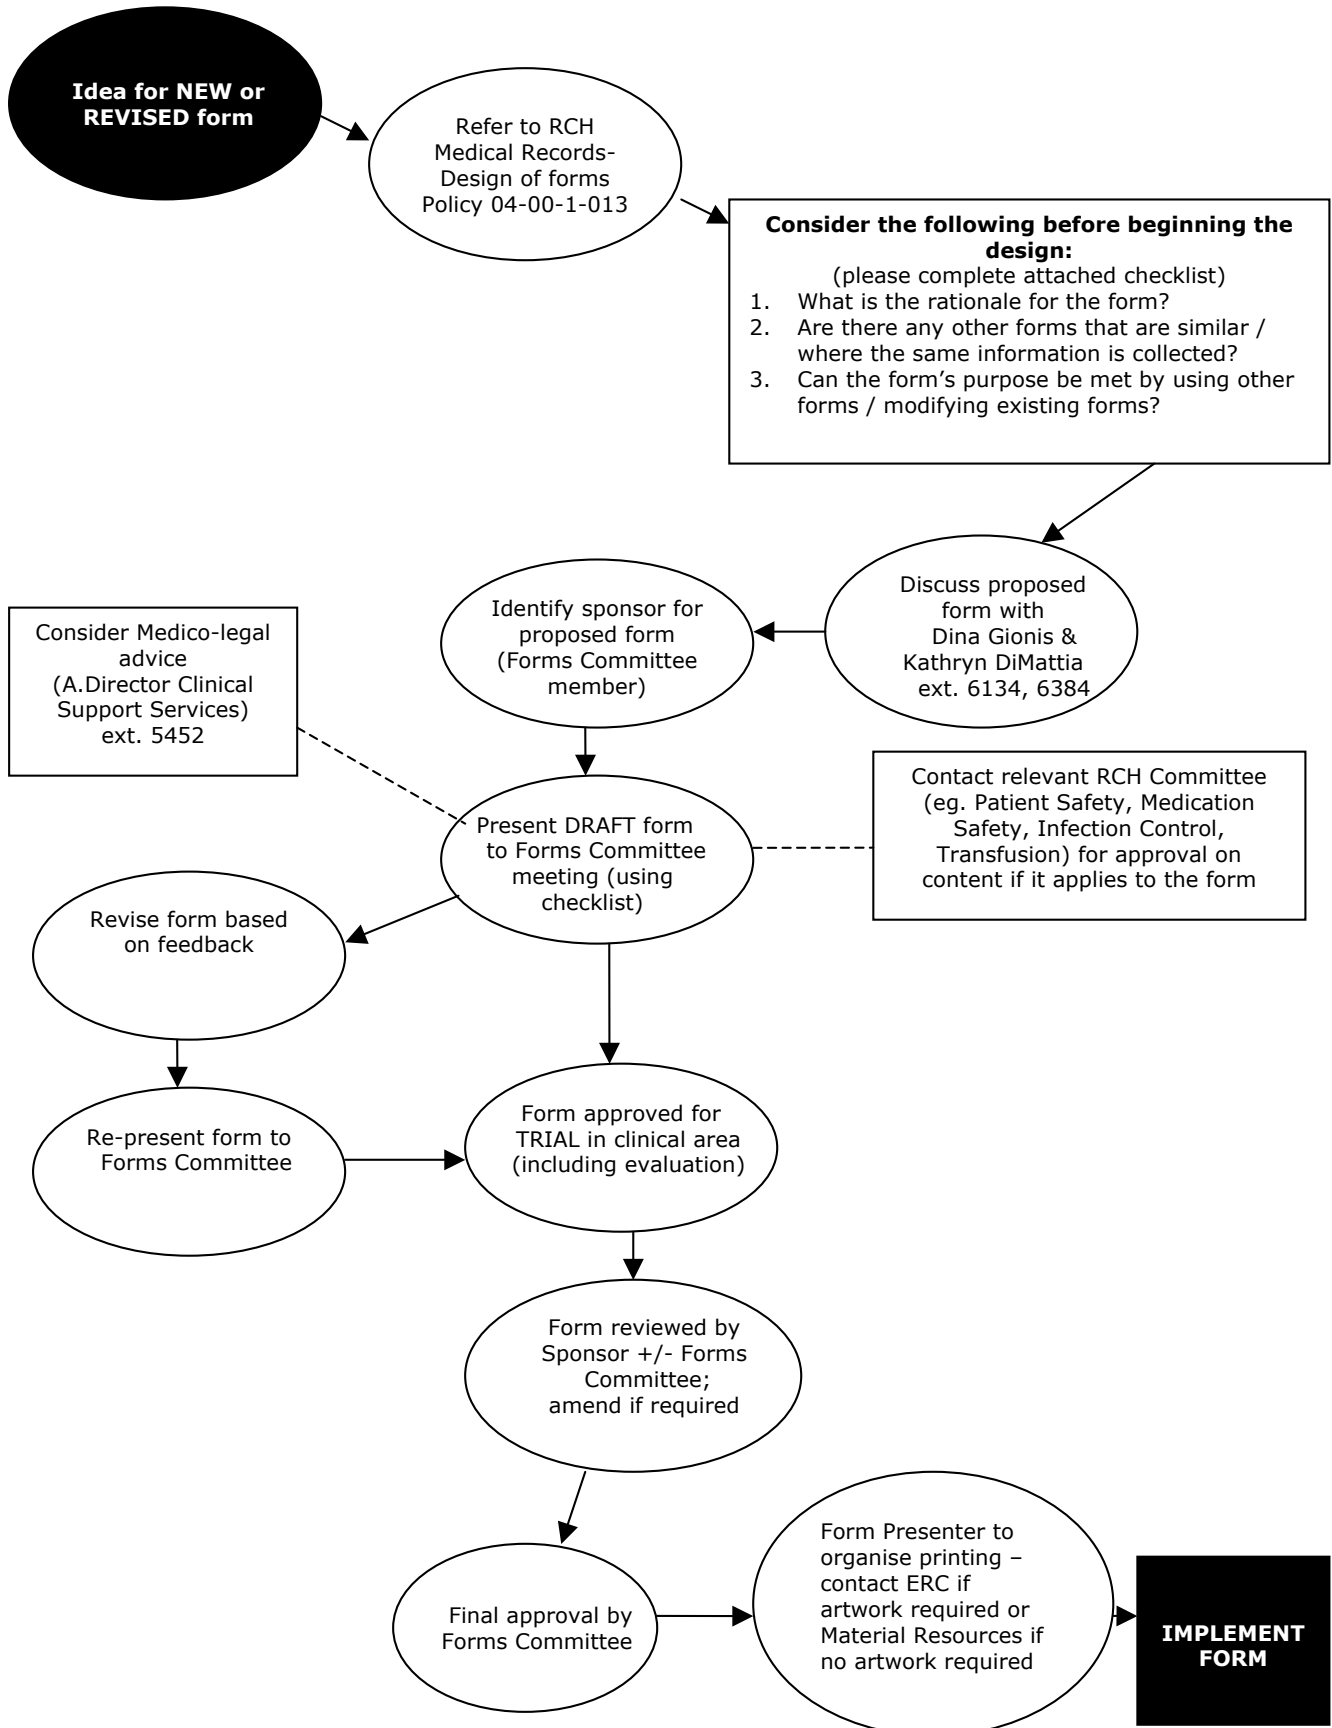 Idea for NEW or
REVISED form
Refer to RCH
Medical Records-
Design of forms
Policy 04-00-1-013
Consider the following before beginning the
design:
(please complete attached checklist)
1. What is the rationale for the form?
2. Are there any other forms that are similar /
where the same information is collected?
3. Can the form’s purpose be met by using other
forms / modifying existing forms?
Discuss proposed
form with
Dina Gionis &
Kathryn DiMattia
ext. 6134, 6384
Identify sponsor for
proposed form
(Forms Committee
member)
Consider Medico-legal
advice
(A.Director Clinical
Support Services)
ext. 5452
Contact relevant RCH Committee
(eg. Patient Safety, Medication
Safety, Infection Control,
Transfusion) for approval on
content if it applies to the form
Present DRAFT form
to Forms Committee
meeting (using
checklist)
Revise form based
on feedback
Re-present form to
Forms Committee
Form approved for
TRIAL in clinical area
(including evaluation)
Form reviewed by
Sponsor +/- Forms
Committee;
amend if required
Final approval by
Forms Committee
Form Presenter to
organise printing –
contact ERC if
artwork required or
Material Resources if
no artwork required
IMPLEMENT
FORM